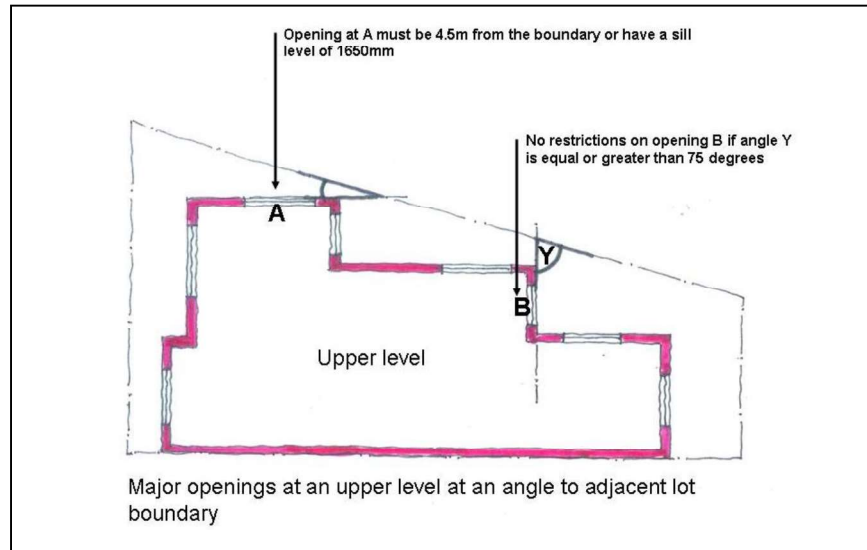 Opening at A must be 4.5m from the boundary or have a sill
level of 1650mm
No restrictions on opening B if angle Y
is equal or greater than 75 degrees
A
Y
B
Upper level
Major openings at an upper level at an angle to adjacent lot
boundary